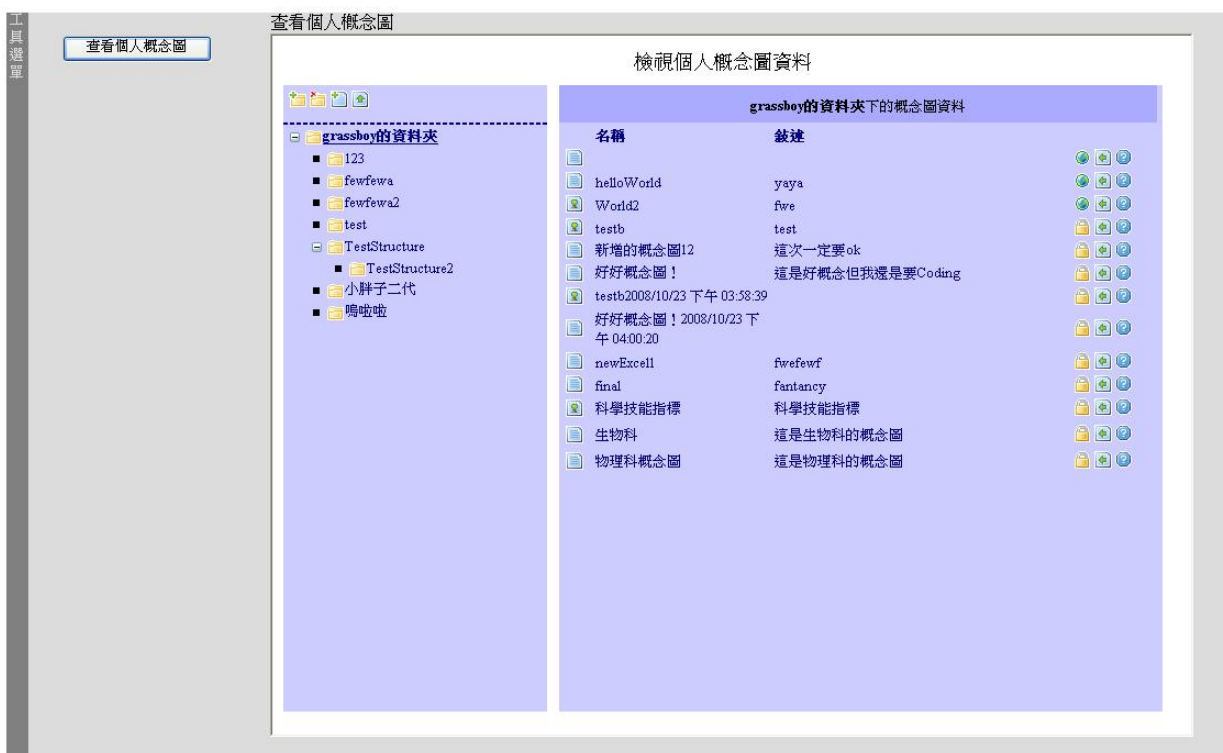 工具選單
查看個人概念圖
查看個人概念圖
檢視個人概念圖資料
grassboy的資料夾
123
fewfewa
fewfewa2
test
TestStructure
TestStructure2
小胖子二代
嗚啦啦
grassboy的資料夾下的概念圖資料
名稱 敍述
helloWorld yaya
World2 fwe
testb test
新增的概念圖12 這次一定要ok
好好概念圖! 這是好概念但我還是要Coding
testb2008/10/23 下午 03:58:39
好好概念圖!2008/10/23 下
午 04:00:20
newExcell fwefewf
final fantancy
科學技能指標 科學技能指標
生物科 這是生物科的概念圖
物理科概念圖 這是物理科的概念圖